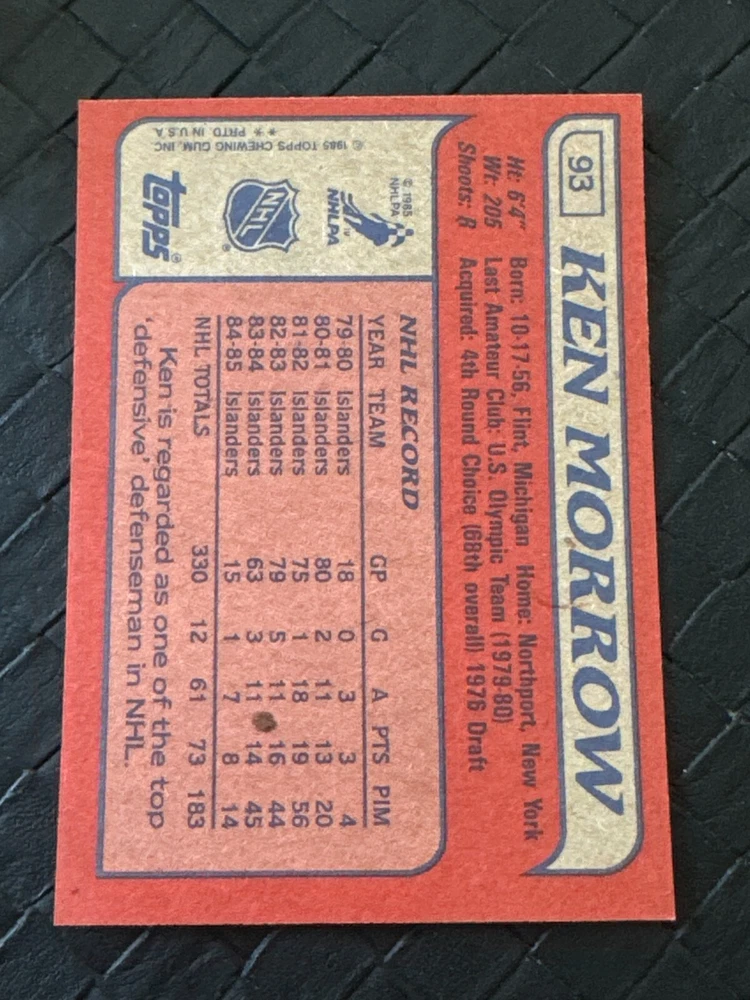 93
KEN MORROW
Ht: 6'4" Born: 10-17-56, Flint, Michigan Home: Northport, New York
Wt: 205 Last Amateur Club: U.S. Olympic Team (1979-80)
Shoots: R Acquired: 4th Round Choice (68th overall) 1976 Draft
© 1985
NHLPA
NHLPA
TM
NHL
®
topps®
© 1985 TOPPS CHEWING GUM, INC
* * PRTD. IN U.S.A
NHL RECORD
YEAR TEAM GP G A PTS PIM
79-80 Islanders 18 0 3 3 4
80-81 Islanders 80 2 11 13 20
81-82 Islanders 75 1 18 19 56
82-83 Islanders 79 5 11 16 44
83-84 Islanders 63 3 11 14 45
84-85 Islanders 15 1 7 8 14
NHL TOTALS 330 12 61 73 183
Ken is regarded as one of the top
'defensive' defenseman in NHL.